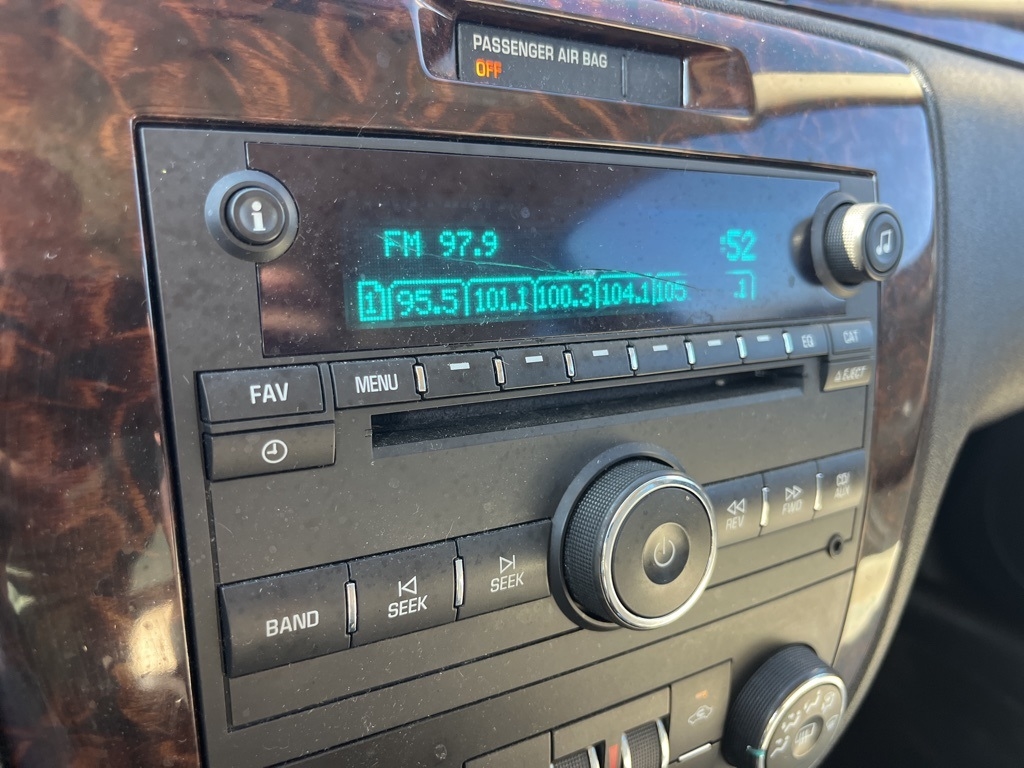 PASSENGER AIR BAG
OFF
i
FM 97.9 :52
1 95.5 101.1 100.3 104.1 105 .1
FAV MENU EQ CAT
EJECT
REV FWD CD/AUX
BAND SEEK SEEK